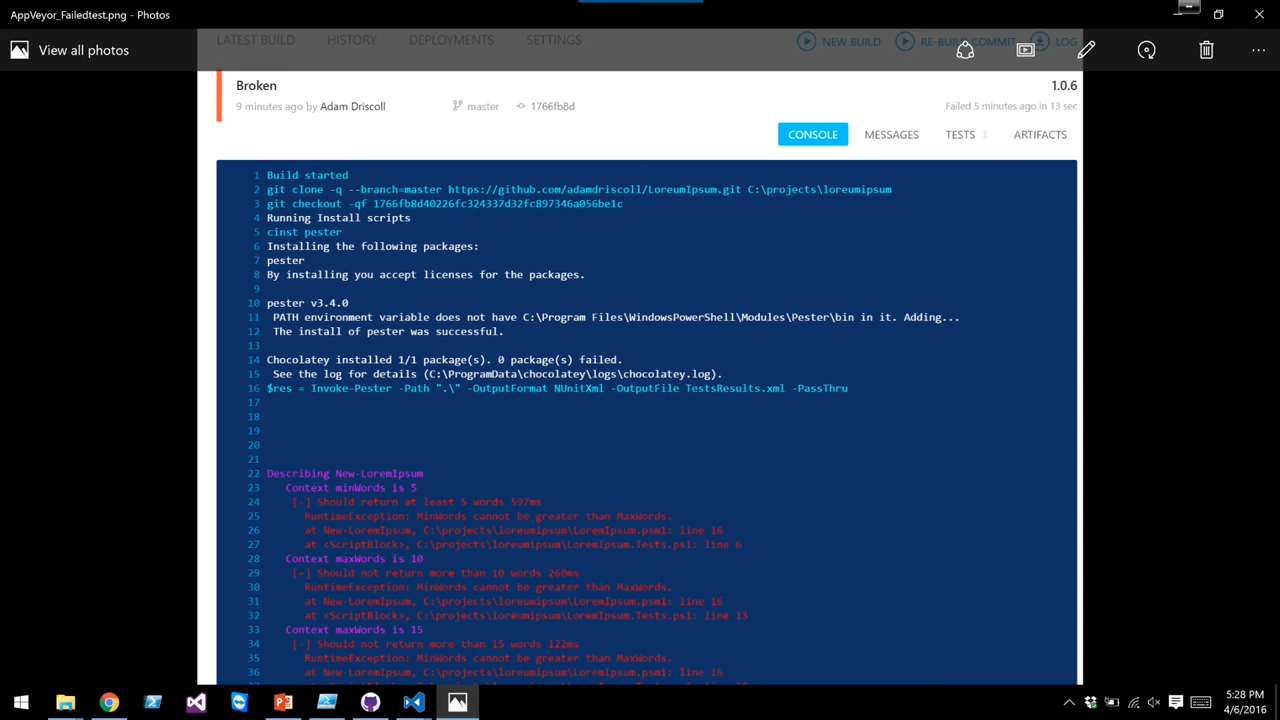 AppVeyor_Failedtest.png - Photos
View all photos
LATEST BUILD HISTORY DEPLOYMENTS SETTINGS NEW BUILD RE-BUILD COMMIT LOG
Broken 1.0.6
9 minutes ago by Adam Driscoll master 1766fb8d Failed 5 minutes ago in 13 sec
CONSOLE MESSAGES TESTS 3 ARTIFACTS
1 Build started
2 git clone -q --branch=master https://github.com/adamdriscoll/LoreumIpsum.git C:\projects\loreumipsum
3 git checkout -qf 1766fb8d40226fc324337d32fc897346a056be1c
4 Running Install scripts
5 cinst pester
6 Installing the following packages:
7 pester
8 By installing you accept licenses for the packages.
9
10 pester v3.4.0
11 PATH environment variable does not have C:\Program Files\WindowsPowerShell\Modules\Pester\bin in it. Adding...
12 The install of pester was successful.
13
14 Chocolatey installed 1/1 package(s). 0 package(s) failed.
15 See the log for details (C:\ProgramData\chocolatey\logs\chocolatey.log).
16 $res = Invoke-Pester -Path ".\" -OutputFormat NUnitXml -OutputFile TestsResults.xml -PassThru
17
18
19
20
21
22 Describing New-LoremIpsum
23 Context minWords is 5
24 [-] Should return at least 5 words 597ms
25 RuntimeException: MinWords cannot be greater than MaxWords.
26 at New-LoremIpsum, C:\projects\loreumipsum\LoremIpsum.psm1: line 16
27 at <ScriptBlock>, C:\projects\loreumipsum\LoremIpsum.Tests.ps1: line 6
28 Context maxWords is 10
29 [-] Should not return more than 10 words 260ms
30 RuntimeException: MinWords cannot be greater than MaxWords.
31 at New-LoremIpsum, C:\projects\loreumipsum\LoremIpsum.psm1: line 16
32 at <ScriptBlock>, C:\projects\loreumipsum\LoremIpsum.Tests.ps1: line 13
33 Context maxWords is 15
34 [-] Should not return more than 15 words 122ms
35 RuntimeException: MinWords cannot be greater than MaxWords.
36 at New-LoremIpsum, C:\projects\loreumipsum\LoremIpsum.psm1: line 16
5:28 PM
4/6/2016